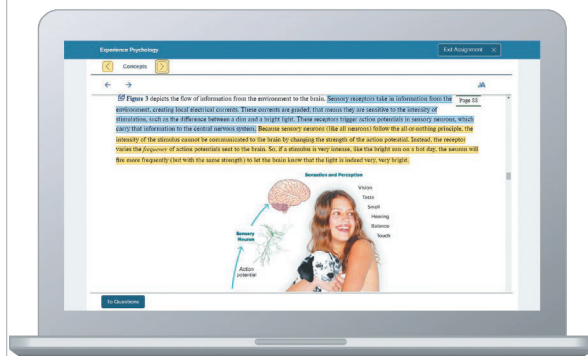 Experience Psychology
Exit Assignment ×
Concepts
Figure 3 depicts the flow of information from the environment to the brain. Sensory receptors take in information from the
Page 83
environment, creating local electrical currents. These currents are graded; that means they are sensitive to the intensity of
stimulation, such as the difference between a dim and a bright light. These receptors trigger action potentials in sensory neurons, which
carry that information to the central nervous system. Because sensory neurons (like all neurons) follow the all-or-nothing principle, the
intensity of the stimulus cannot be communicated to the brain by changing the strength of the action potential. Instead, the receptor
varies the frequency of action potentials sent to the brain. So, if a stimulus is very intense, like the bright sun on a hot day, the neuron will
fire more frequently (but with the same strength) to let the brain know that the light is indeed very, very bright.
Sensation and Perception
Vision
Taste
Smell
Hearing
Balance
Touch
Sensory
Neuron
Action
potential
To Questions